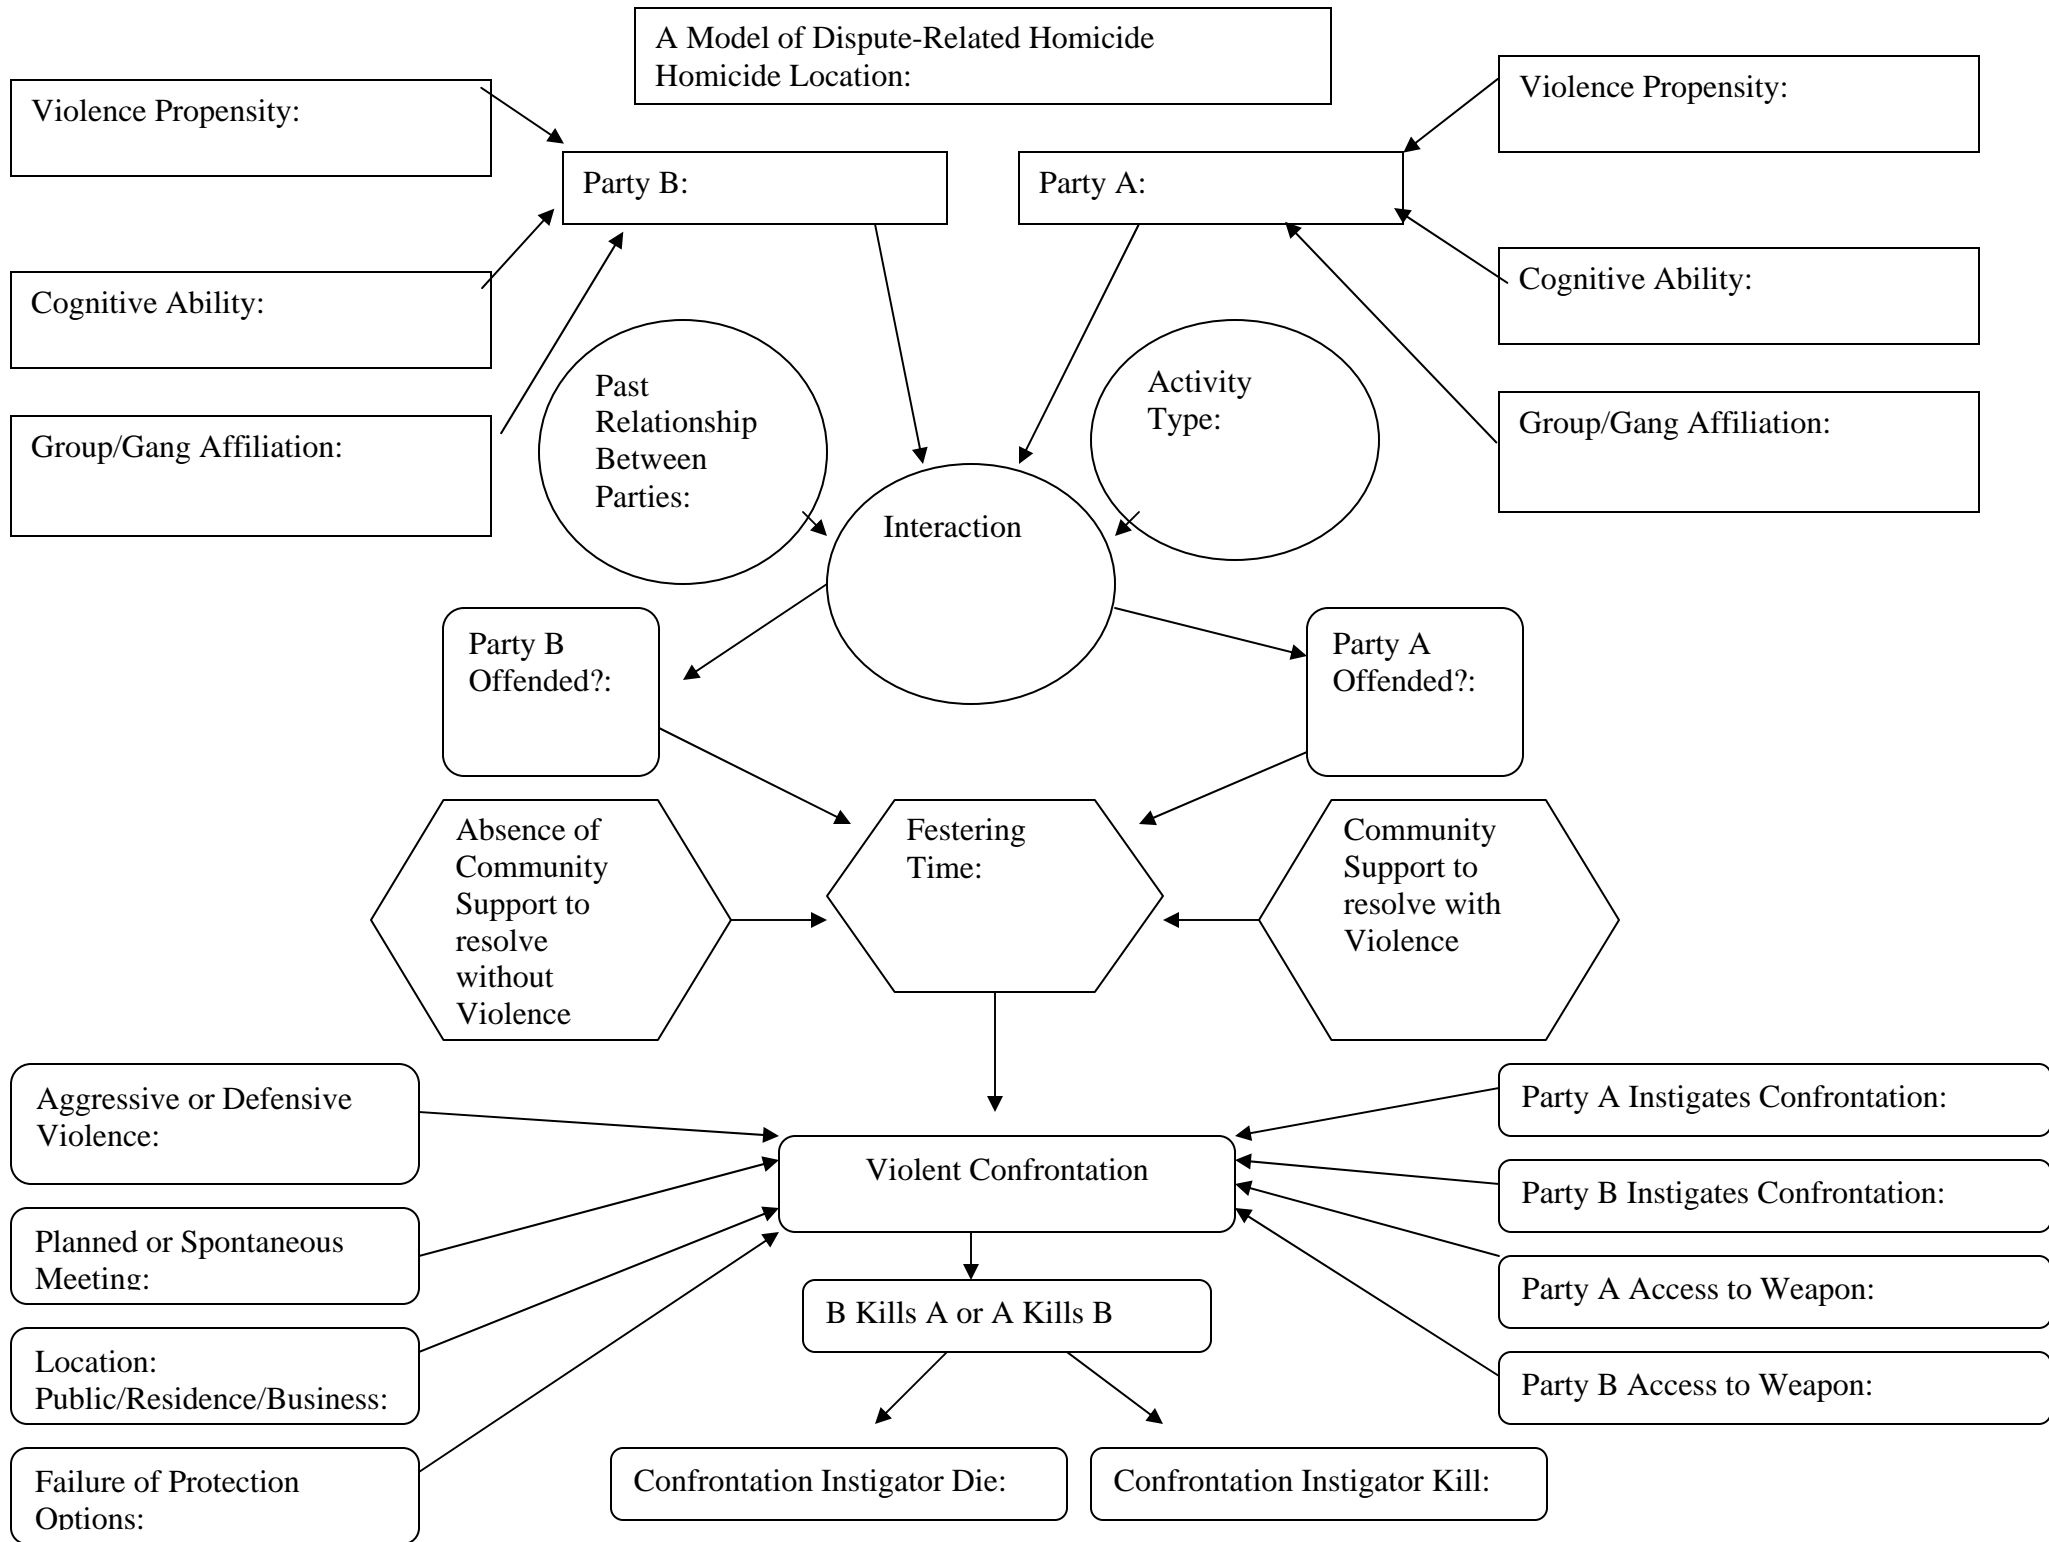 A Model of Dispute-Related Homicide
Homicide Location:
Violence Propensity:
Violence Propensity:
Party B:
Party A:
Cognitive Ability:
Cognitive Ability:
Past
Relationship
Between
Parties:
Activity
Type:
Group/Gang Affiliation:
Group/Gang Affiliation:
Interaction
Party B
Offended?:
Party A
Offended?:
Absence of
Community
Support to
resolve
without
Violence
Festering
Time:
Community
Support to
resolve with
Violence
Aggressive or Defensive
Violence:
Party A Instigates Confrontation:
Violent Confrontation
Party B Instigates Confrontation:
Planned or Spontaneous
Meeting:
Party A Access to Weapon:
B Kills A or A Kills B
Location:
Public/Residence/Business:
Party B Access to Weapon:
Failure of Protection
Options:
Confrontation Instigator Die:
Confrontation Instigator Kill: